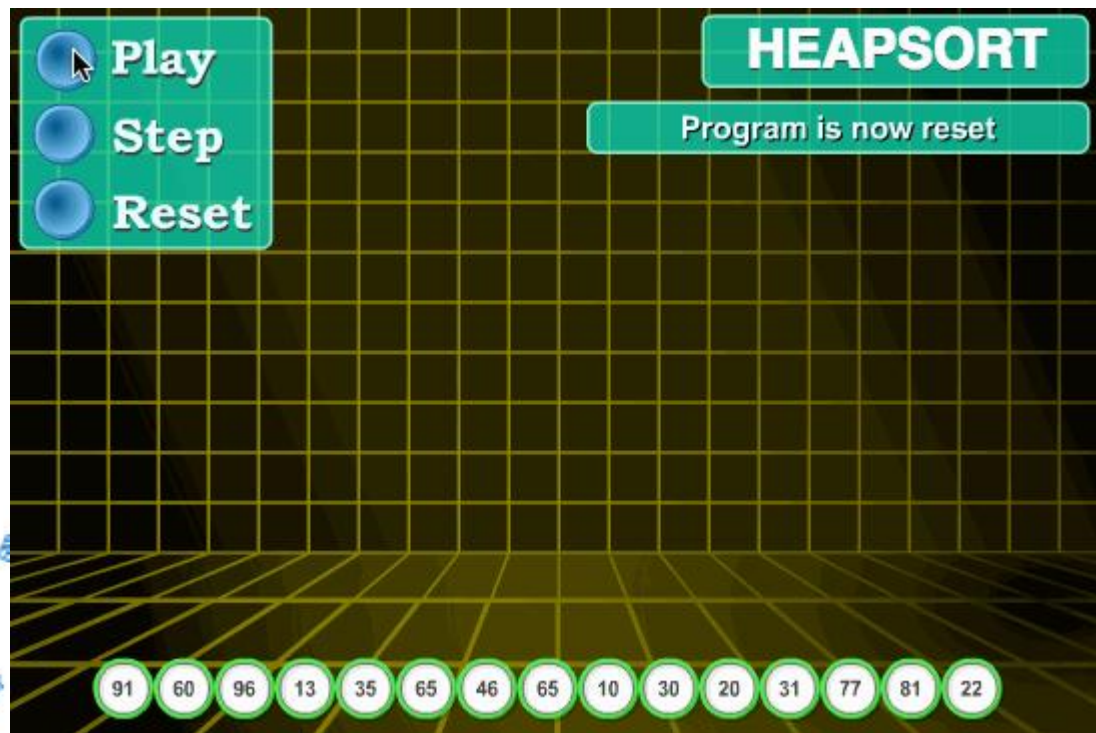 Play
Step
Reset
HEAPSORT
Program is now reset
91 60 96 13 35 65 46 65 10 30 20 31 77 81 22